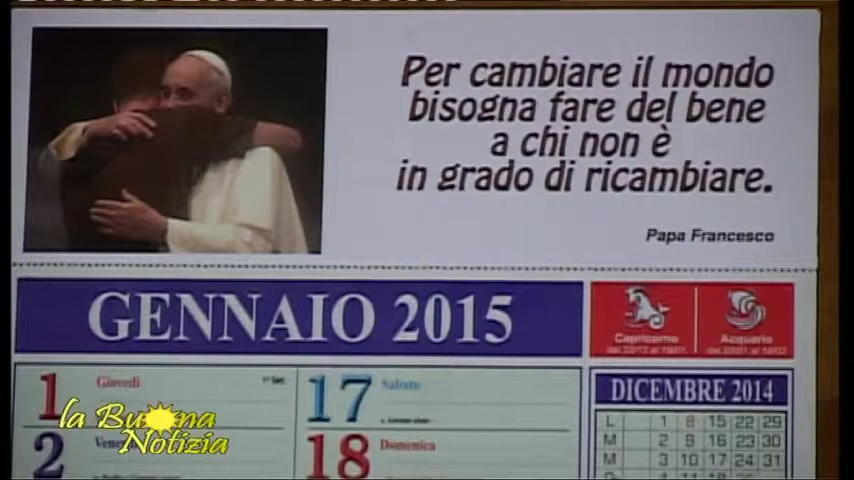 Per cambiare il mondo
bisogna fare del bene
a chi non è
in grado di ricambiare.
Papa Francesco
GENNAIO 2015
Capricorno
Acquario
1 Giovedì
17 Sabato
la Buona
Notizia
2
18 Domenica
DICEMBRE 2014
L 1 8 15 22 29
M 2 9 16 23 30
M 3 10 17 24 31